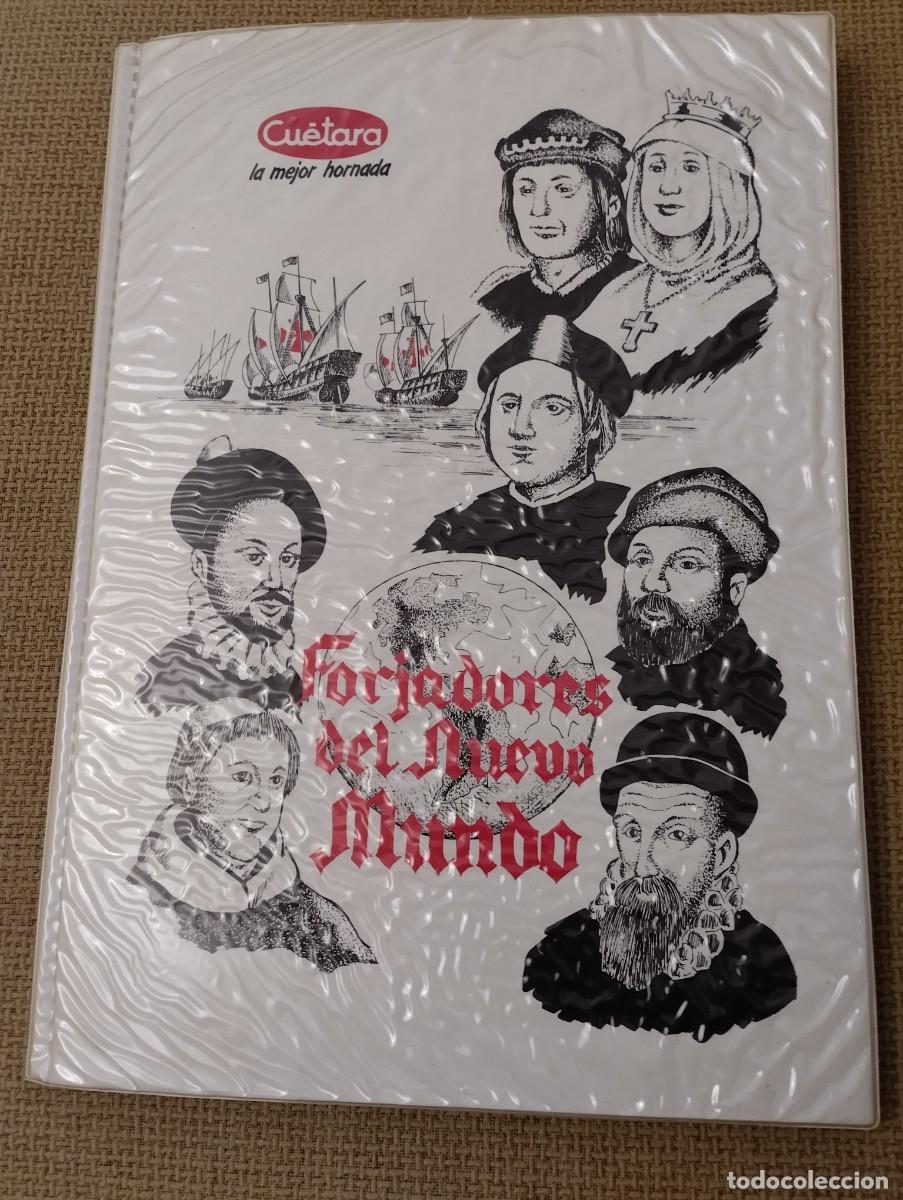 Cuétara
la mejor hornada
Forjadores
del Nuevo
Mundo
todocoleccion